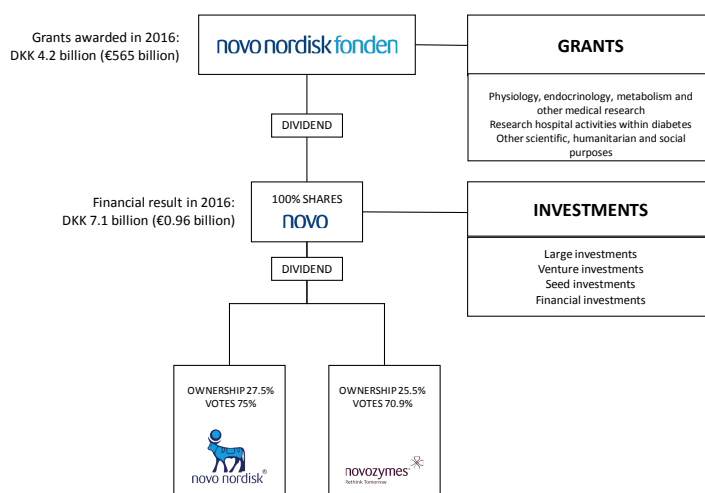 Grants awarded in 2016:
DKK 4.2 billion (€565 billion)
novo nordisk fonden
GRANTS
Physiology, endocrinology, metabolism and
other medical research
Research hospital activities within diabetes
Other scientific, humanitarian and social
purposes
DIVIDEND
Financial result in 2016:
DKK 7.1 billion (€0.96 billion)
100% SHARES
novo
INVESTMENTS
Large investments
Venture investments
Seed investments
Financial investments
DIVIDEND
OWNERSHIP 27.5%
VOTES 75%
novo nordisk®
OWNERSHIP 25.5%
VOTES 70.9%
novozymes
Rethink Tomorrow